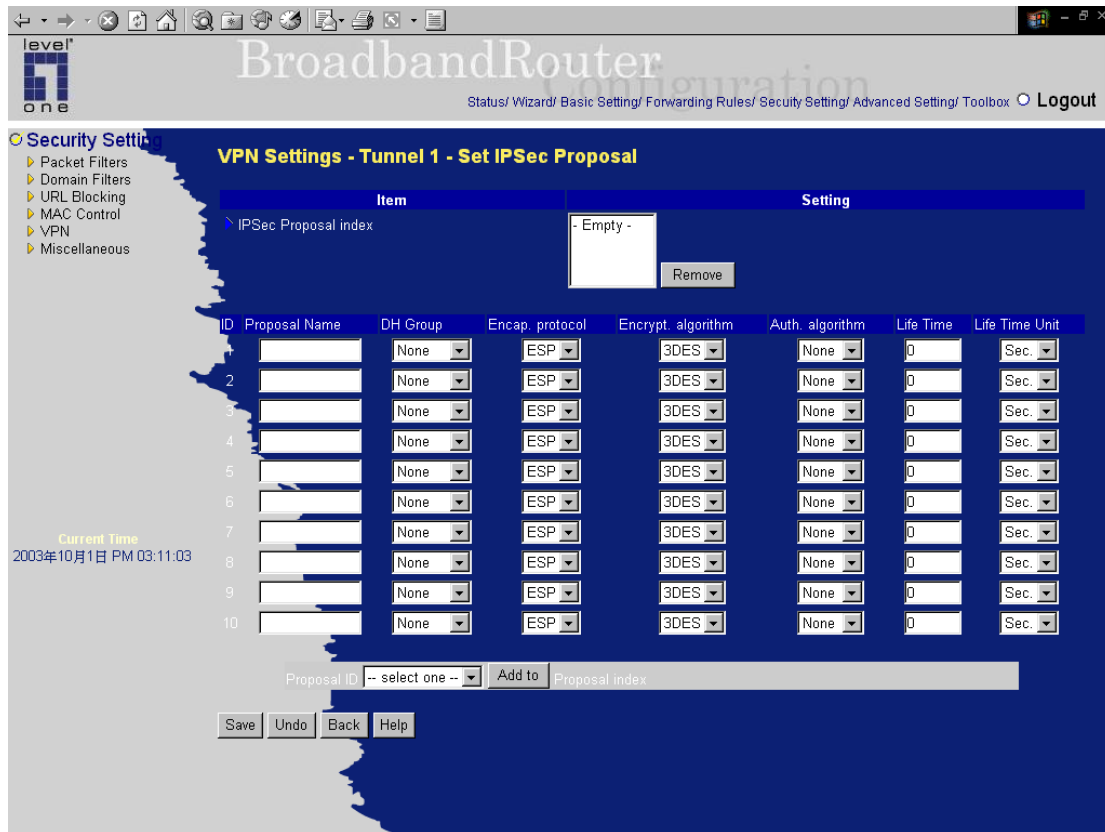 level"
one
BroadbandRouter
Configuration
Status/ Wizard/ Basic Setting/ Forwarding Rules/ Secuity Setting/ Advanced Setting/ Toolbox Logout
Security Setting
Packet Filters
Domain Filters
URL Blocking
MAC Control
VPN
Miscellaneous
Current Time
2003年10月1日 PM 03:11:03
VPN Settings - Tunnel 1 - Set IPSec Proposal
Item Setting
IPSec Proposal index - Empty - Remove
ID Proposal Name DH Group Encap. protocol Encrypt. algorithm Auth. algorithm Life Time Life Time Unit
1 None ESP 3DES None 0 Sec.
2 None ESP 3DES None 0 Sec.
3 None ESP 3DES None 0 Sec.
4 None ESP 3DES None 0 Sec.
5 None ESP 3DES None 0 Sec.
6 None ESP 3DES None 0 Sec.
7 None ESP 3DES None 0 Sec.
8 None ESP 3DES None 0 Sec.
9 None ESP 3DES None 0 Sec.
10 None ESP 3DES None 0 Sec.
Proposal ID -- select one -- Add to Proposal index
Save Undo Back Help